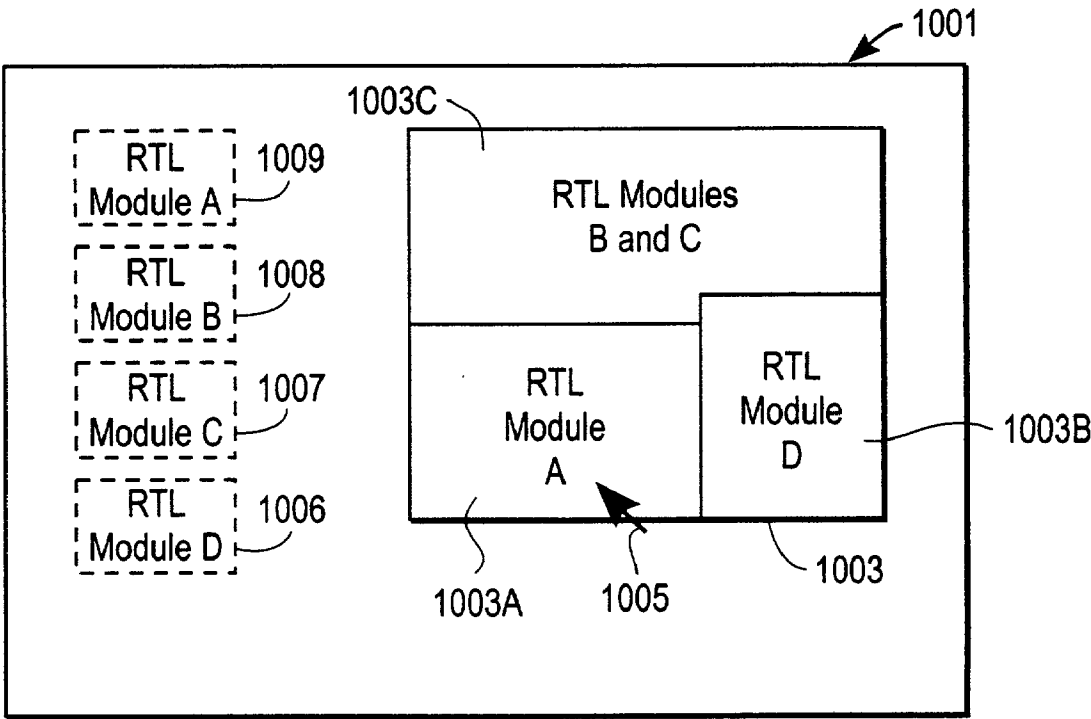 1001
1003C
RTL
Module A
1009
RTL
Module B
1008
RTL
Module C
1007
RTL
Module D
1006
RTL Modules
B and C
RTL
Module
A
RTL
Module
D
1003B
1003A
1005
1003